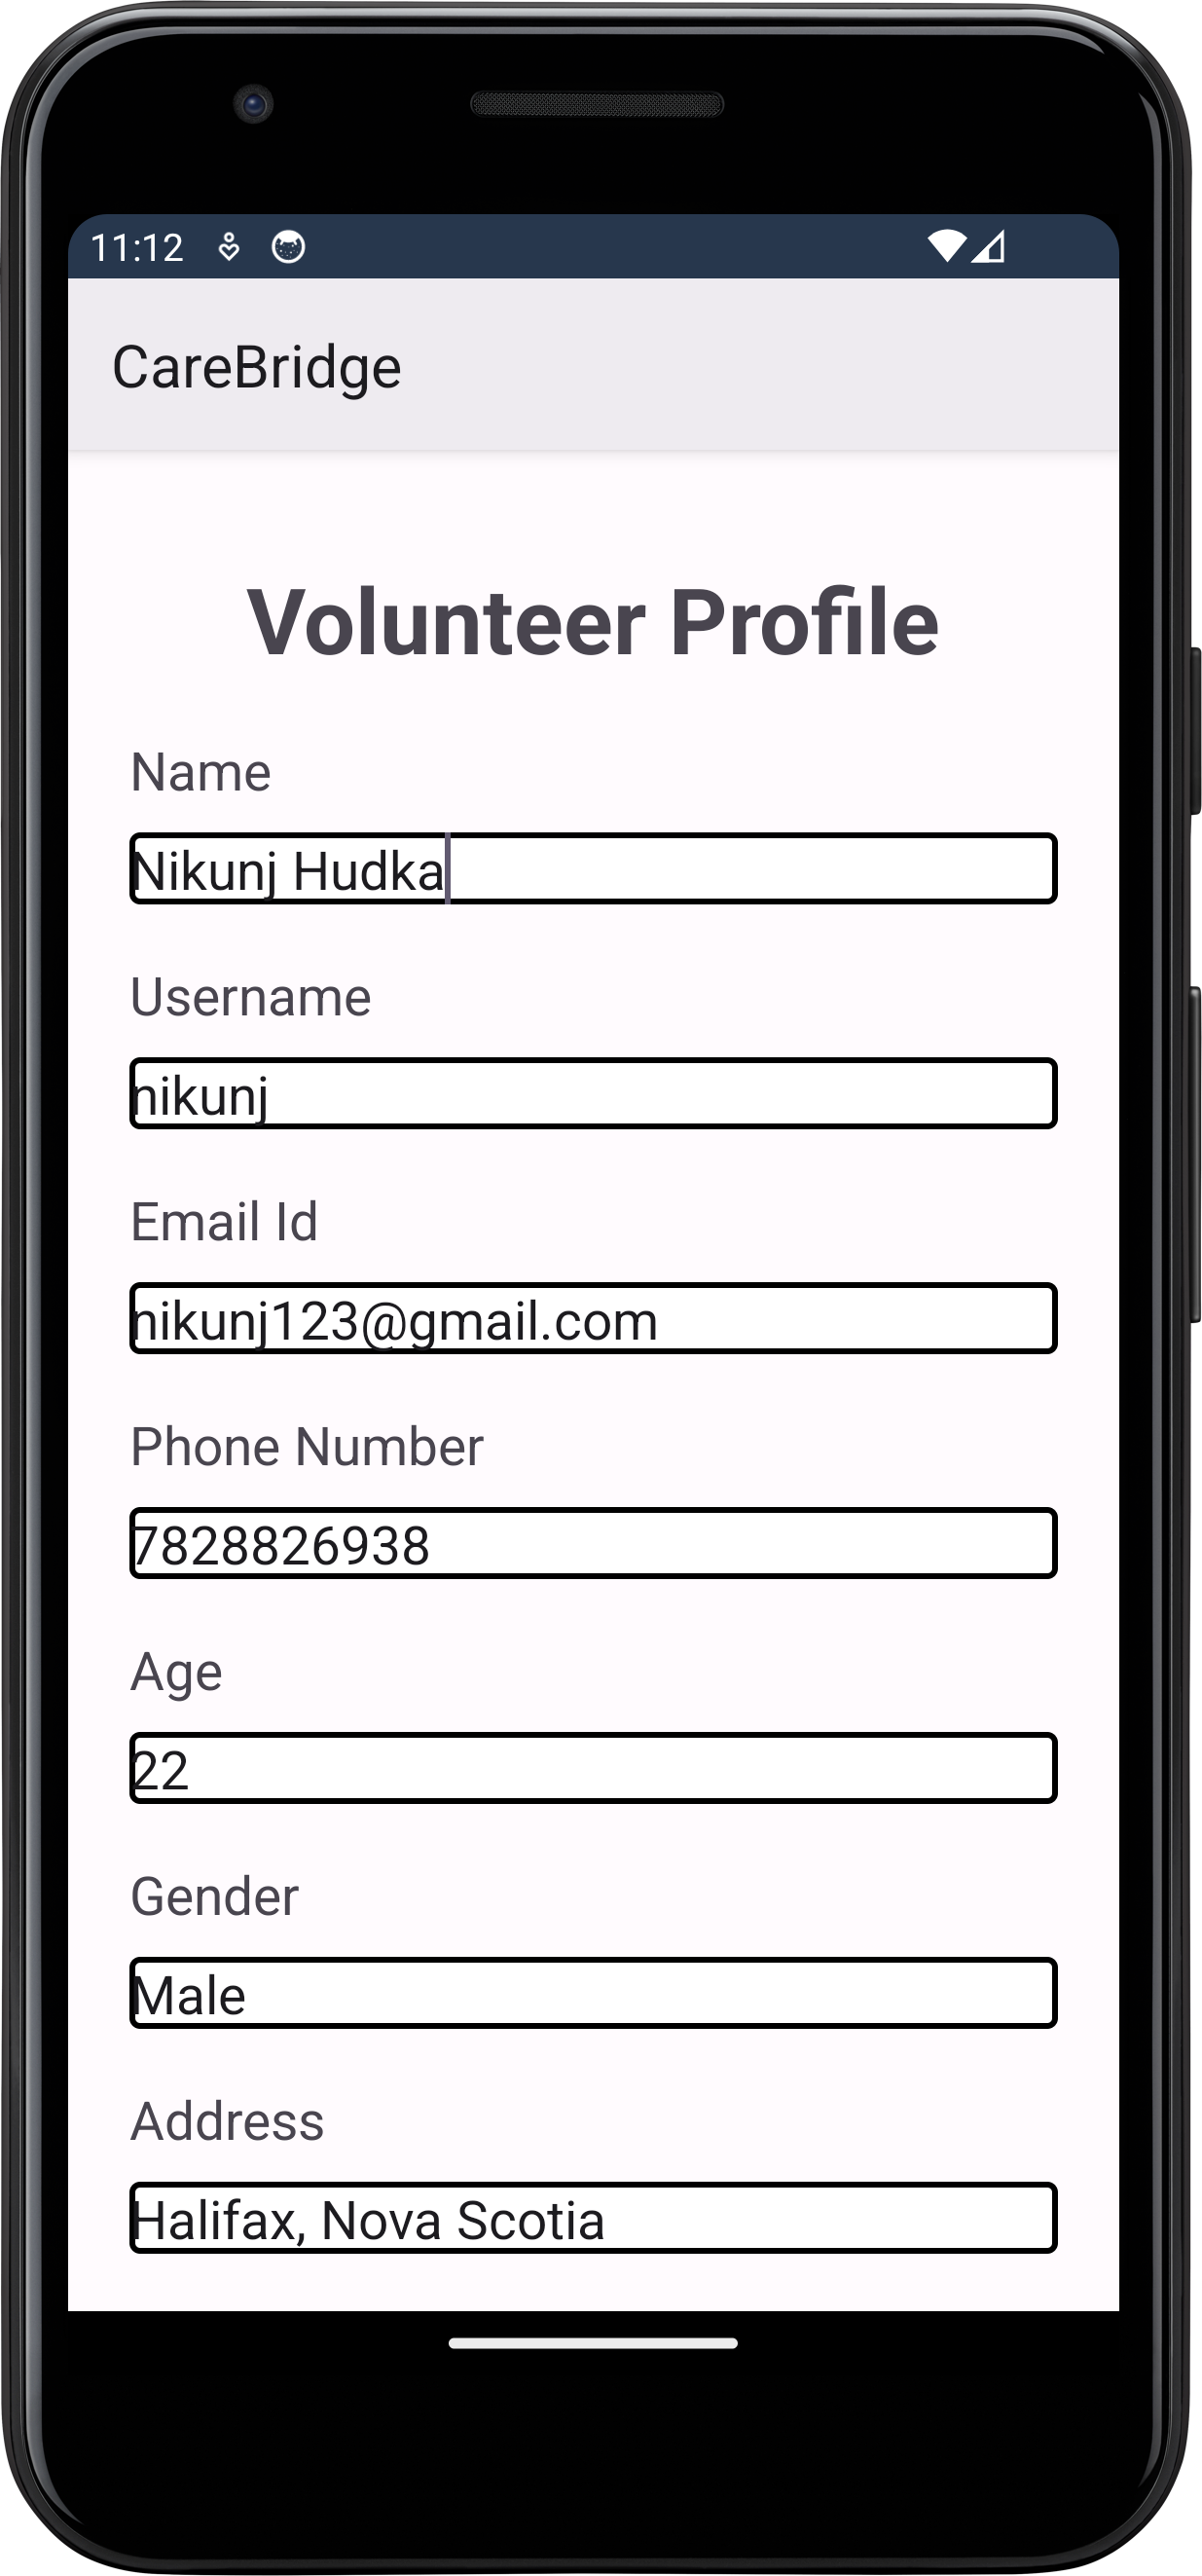 11:12
CareBridge
Volunteer Profile
Name
Nikunj Hudka
Username
nikunj
Email Id
nikunj123@gmail.com
Phone Number
7828826938
Age
22
Gender
Male
Address
Halifax, Nova Scotia